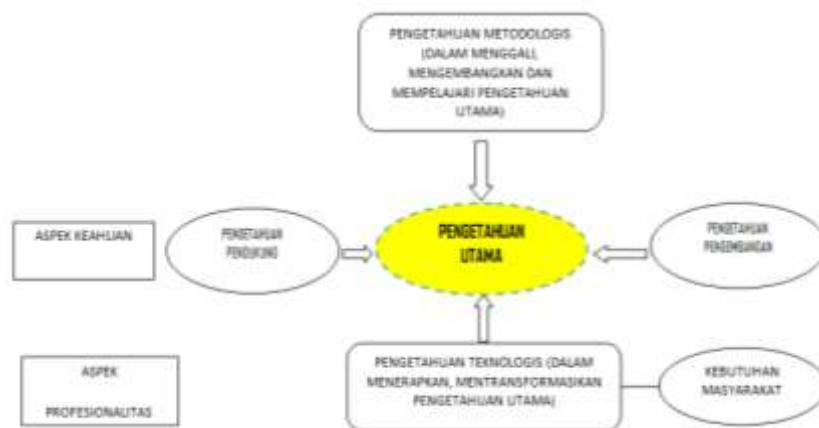 PENGETAHUAN METODOLOGIS
(DALAM MENGGALI,
MENGEMBANGKAN DAN
MEMPELAJARI PENGETAHUAN
UTAMA)
ASPEK KEAHLIAN
PENGETAHUAN
PENDUKUNG
PENGETAHUAN
UTAMA
PENGETAHUAN
PENGEMBANGAN
ASPEK
PROFESIONALITAS
PENGETAHUAN TEKNOLOGIS (DALAM
MENERAPKAN, MENTRANSFORMASIKAN
PENGETAHUAN UTAMA)
KEBUTUHAN
MASYARAKAT